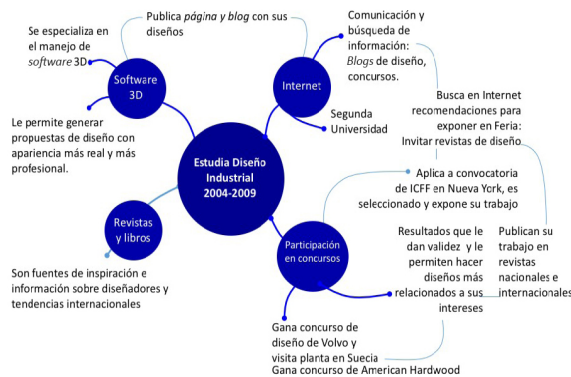 Publica página y blog con sus
diseños
Se especializa en
el manejo de
software 3D
Software
3D
Le permite generar
propuestas de diseño con
apariencia más real y más
profesional.
Internet
Comunicación y
búsqueda de
información:
Blogs de diseño,
concursos.
Segunda
Universidad
Busca en Internet
recomendaciones para
exponer en Feria:
Invitar revistas de diseño
Estudia Diseño
Industrial
2004-2009
Aplica a convocatoria
de ICFF en Nueva York, es
seleccionado y expone su trabajo
Revistas
y libros
Son fuentes de inspiración e
información sobre diseñadores y
tendencias internacionales
Participación
en concursos
Resultados que le
dan validez y le
permiten hacer
diseños más
relacionados a sus
intereses
Publican su
trabajo en
revistas
nacionales e
internacionales
Gana concurso de
diseño de Volvo y
visita planta en Suecia
Gana concurso de American Hardwood